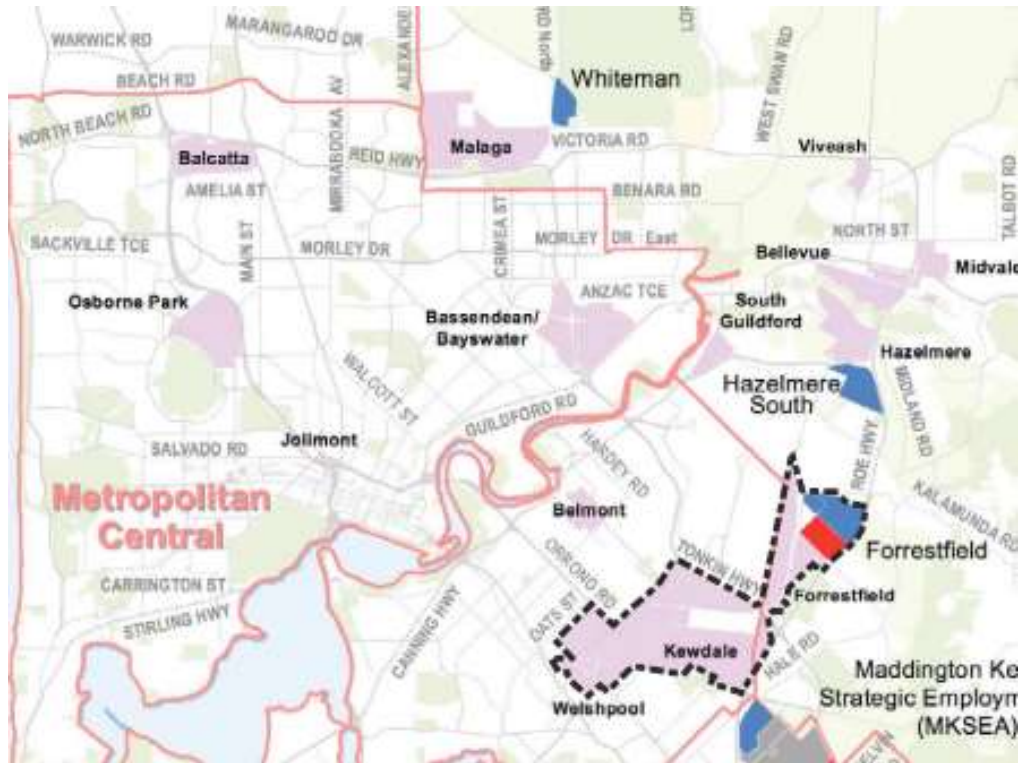 WARWICK RD
MARANGAROO DR
BEACH RD
NORTH BEACH RD
MIRRABOOKA AV
Whiteman
WEST SWAN RD
Malaga
VICTORIA RD
Viveash
Balcatta
REID HWY
AMELIA ST
TALBOT RD
BENARA RD
SACKVILLE TCE
MAIN ST
MORLEY DR
CRIMEA ST
MORLEY DR East
NORTH ST
Bellevue
Midvale
Osborne Park
ANZAC TCE
Bassendean/
Bayswater
South
Guildford
Hazelmere
WALCOTT ST
Hazelmere
South
MIDLAND RD
GUILDFORD RD
SALVADO RD
Jolimont
HARDEY RD
ROE HWY
KALAMUNDA RD
Metropolitan
Central
Belmont
Forrestfield
ORRONG RD
TONKIN HWY
CARRINGTON ST
STIRLING HWY
CANNING HWY
OATS ST
Forrestfield
Kewdale
HALE RD
Welshpool
Maddington Ke
Strategic Employm
(MKSEA)